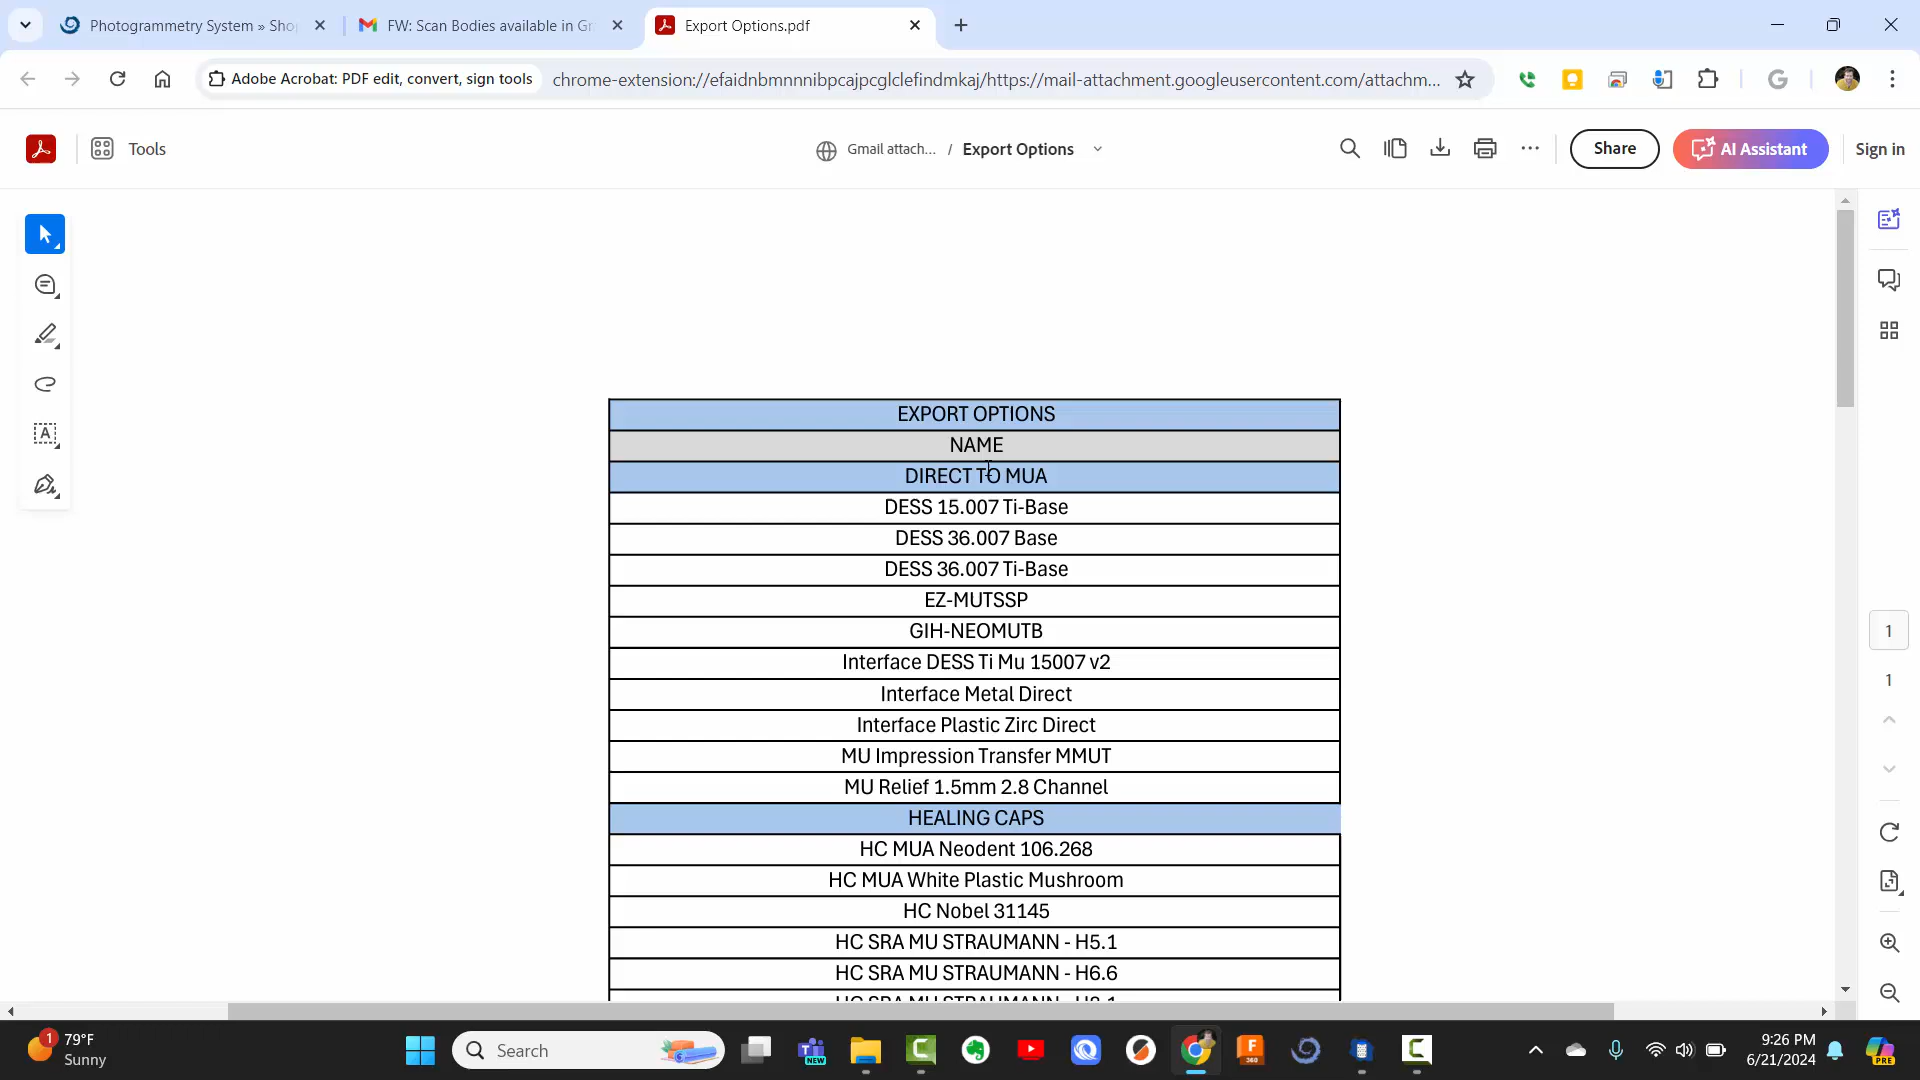 Photogrammetry System » Sho
FW: Scan Bodies available in Gr
Export Options.pdf
Adobe Acrobat: PDF edit, convert, sign tools
chrome-extension://efaidnbmnnnibpcajpcglclefindmkaj/https://mail-attachment.googleusercontent.com/attachm...
Tools
Gmail attach... / Export Options
Share
AI Assistant
Sign in
EXPORT OPTIONS
NAME
DIRECT TO MUA
DESS 15.007 Ti-Base
DESS 36.007 Base
DESS 36.007 Ti-Base
EZ-MUTSSP
GIH-NEOMUTB
Interface DESS Ti Mu 15007 v2
Interface Metal Direct
Interface Plastic Zirc Direct
MU Impression Transfer MMUT
MU Relief 1.5mm 2.8 Channel
HEALING CAPS
HC MUA Neodent 106.268
HC MUA White Plastic Mushroom
HC Nobel 31145
HC SRA MU STRAUMANN - H5.1
HC SRA MU STRAUMANN - H6.6
1
1
1
79°F
Sunny
Search
NEW
F
360
9:26 PM
6/21/2024
PRE